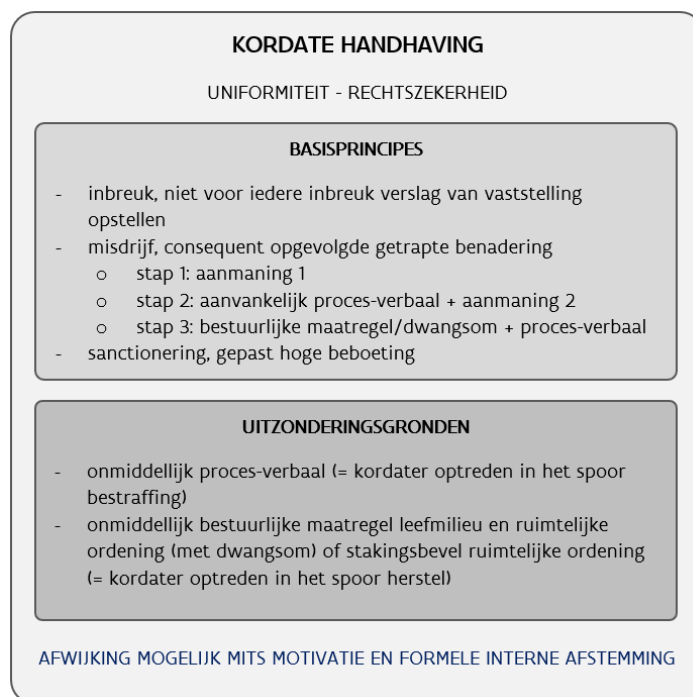 KORDATE HANDHAVING
UNIFORMITEIT - RECHTSZEKERHEID
BASISPRINCIPES
- inbreuk, niet voor iedere inbreuk verslag van vaststelling
opstellen
- misdrijf, consequent opgevolgde getrapte benadering
o stap 1: aanmaning 1
o stap 2: aanvankelijk proces-verbaal + aanmaning 2
o stap 3: bestuurlijke maatregel/dwangsom + proces-verbaal
- sanctionering, gepast hoge beboeting
UITZONDERINGSGRONDEN
- onmiddellijk proces-verbaal (= kordater optreden in het spoor
bestraffing)
- onmiddellijk bestuurlijke maatregel leefmilieu en ruimtelijke
ordening (met dwangsom) of stakingsbevel ruimtelijke ordening
(= kordater optreden in het spoor herstel)
AFWIJKING MOGELIJK MITS MOTIVATIE EN FORMELE INTERNE AFSTEMMING